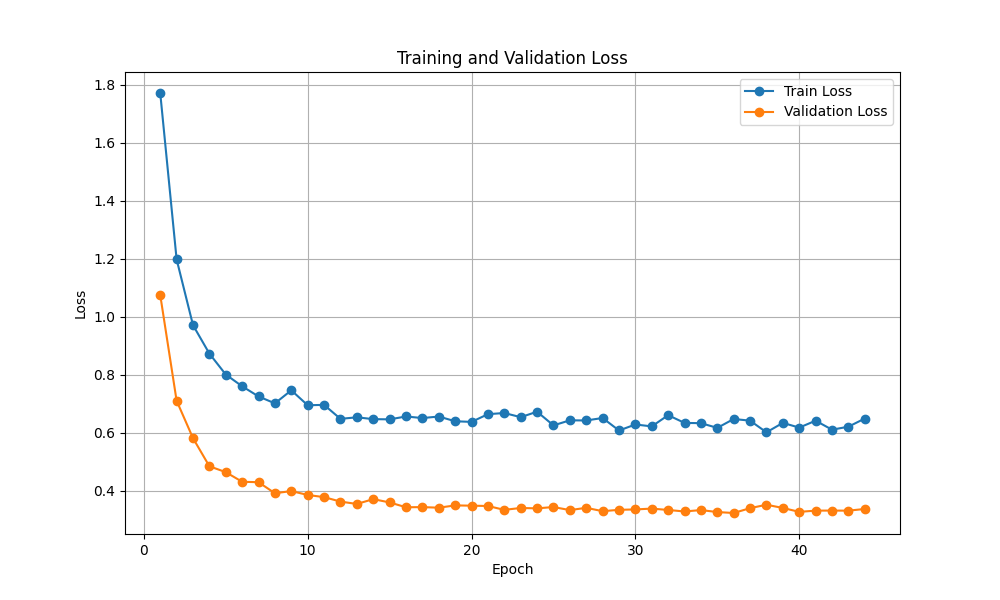 Training and Validation Loss
Train Loss
Validation Loss
1.8
1.6
1.4
1.2
1.0
0.8
0.6
0.4
Loss
0 10 20 30 40
Epoch